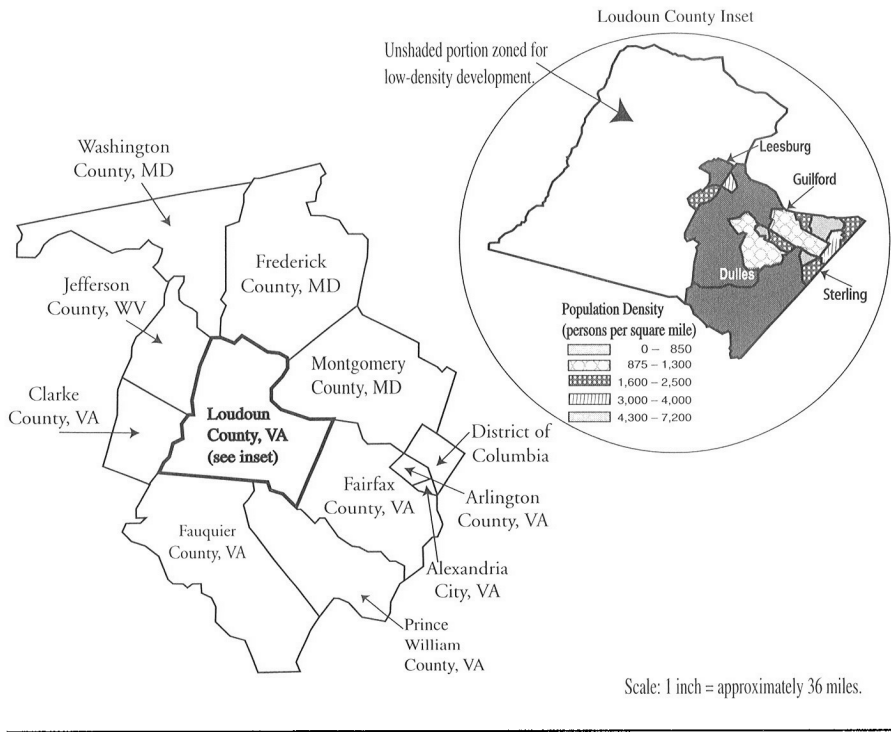 Loudoun County Inset
Unshaded portion zoned for
low-density development.
Leesburg
Guilford
Dulles
Sterling
Population Density
(persons per square mile)
0 – 850
875 – 1,300
1,600 – 2,500
3,000 – 4,000
4,300 – 7,200
Washington
County, MD
Frederick
County, MD
Jefferson
County, WV
Montgomery
County, MD
Clarke
County, VA
Loudoun
County, VA
(see inset)
District of
Columbia
Fairfax
County, VA
Arlington
County, VA
Fauquier
County, VA
Alexandria
City, VA
Prince
William
County, VA
Scale: 1 inch = approximately 36 miles.